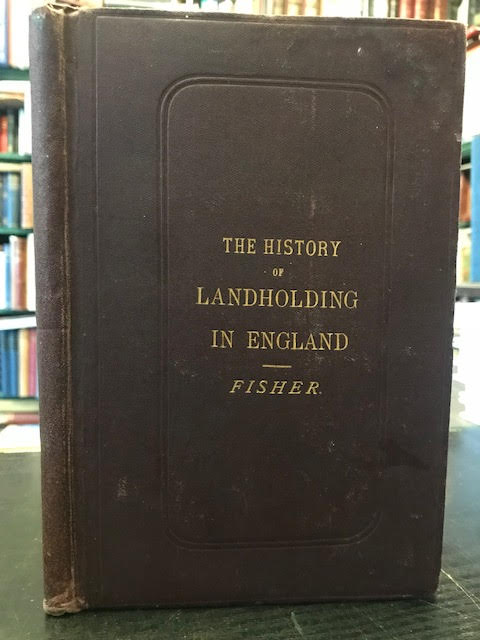 THE HISTORY
OF
LANDHOLDING
IN ENGLAND
FISHER.